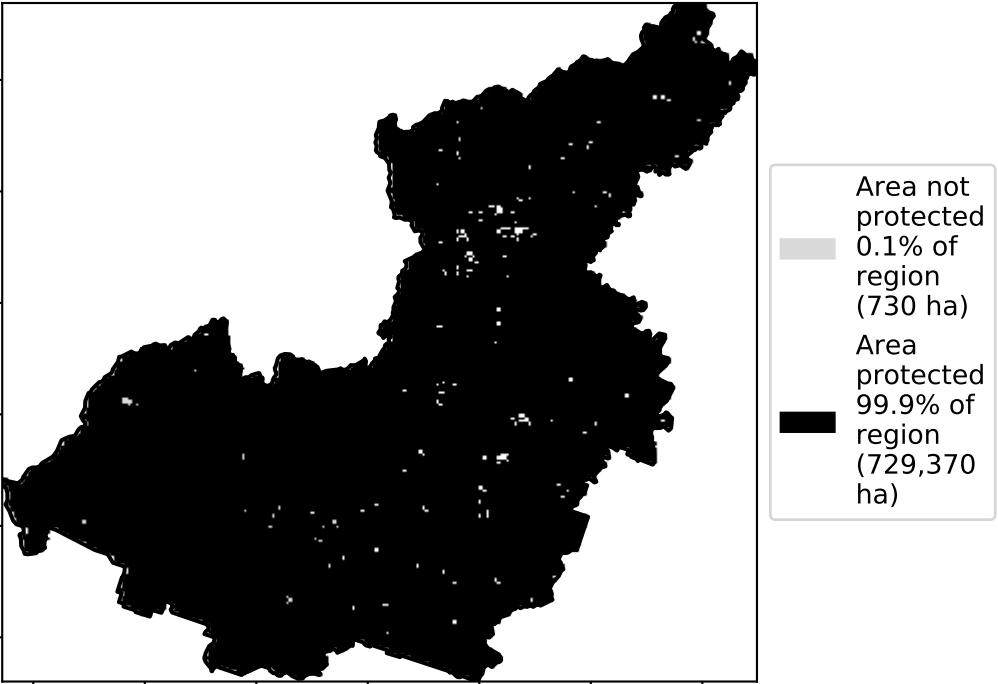 Area not
protected
0.1% of
region
(730 ha)
Area
protected
99.9% of
region
(729,370
ha)